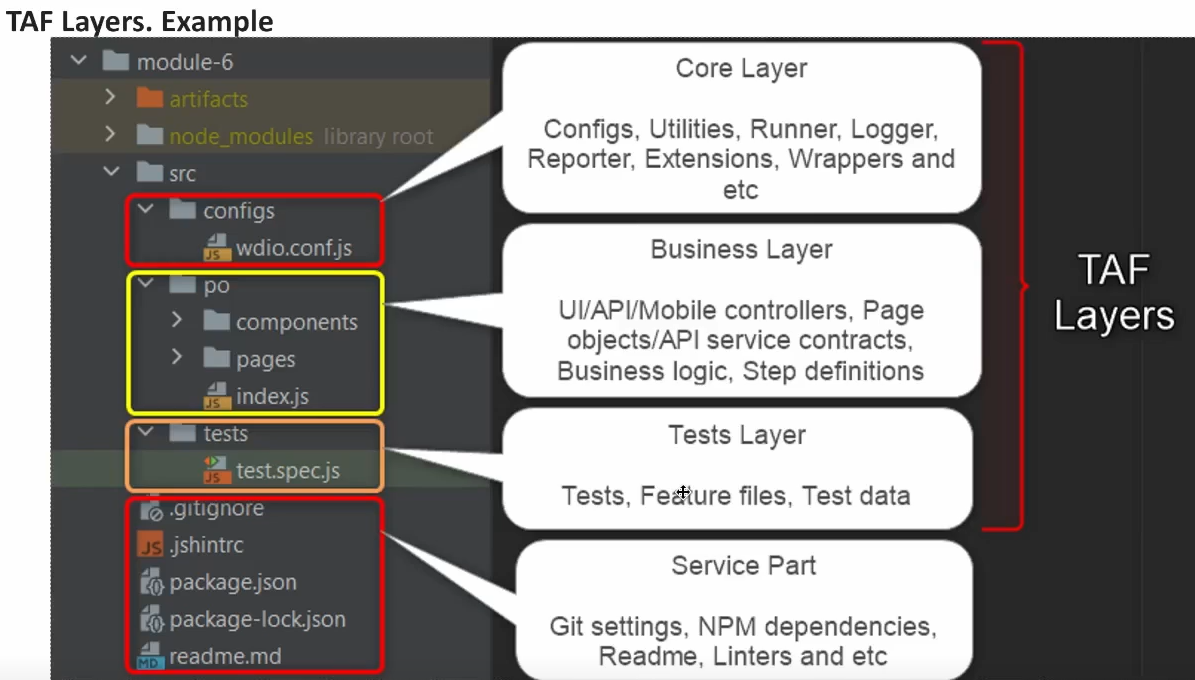 TAF Layers. Example
module-6
artifacts
node_modules library root
src
configs
wdio.conf.js
po
components
pages
index.js
tests
test.spec.js
.gitignore
.jshintrc
package.json
package-lock.json
readme.md
Core Layer
Configs, Utilities, Runner, Logger,
Reporter, Extensions, Wrappers and
etc
Business Layer
UI/API/Mobile controllers, Page
objects/API service contracts,
Business logic, Step definitions
Tests Layer
Tests, Feature files, Test data
Service Part
Git settings, NPM dependencies,
Readme, Linters and etc
TAF
Layers
JS
JS
JS
JS
MD